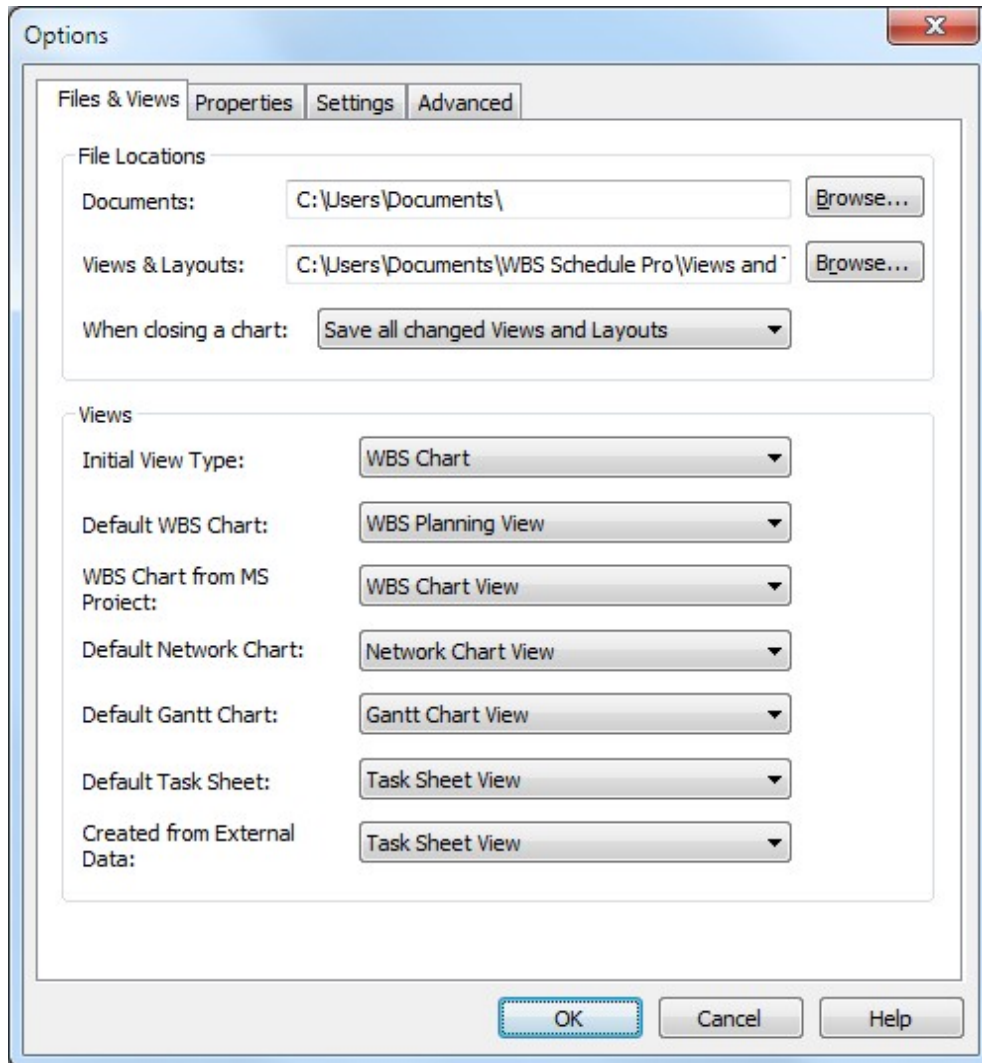 Options
Files & Views Properties Settings Advanced
File Locations
Documents: C:\Users\Documents\ Browse...
Views & Layouts: C:\Users\Documents\WBS Schedule Pro\Views and Browse...
When closing a chart: Save all changed Views and Layouts
Views
Initial View Type: WBS Chart
Default WBS Chart: WBS Planning View
WBS Chart from MS
Project: WBS Chart View
Default Network Chart: Network Chart View
Default Gantt Chart: Gantt Chart View
Default Task Sheet: Task Sheet View
Created from External
Data: Task Sheet View
OK Cancel Help